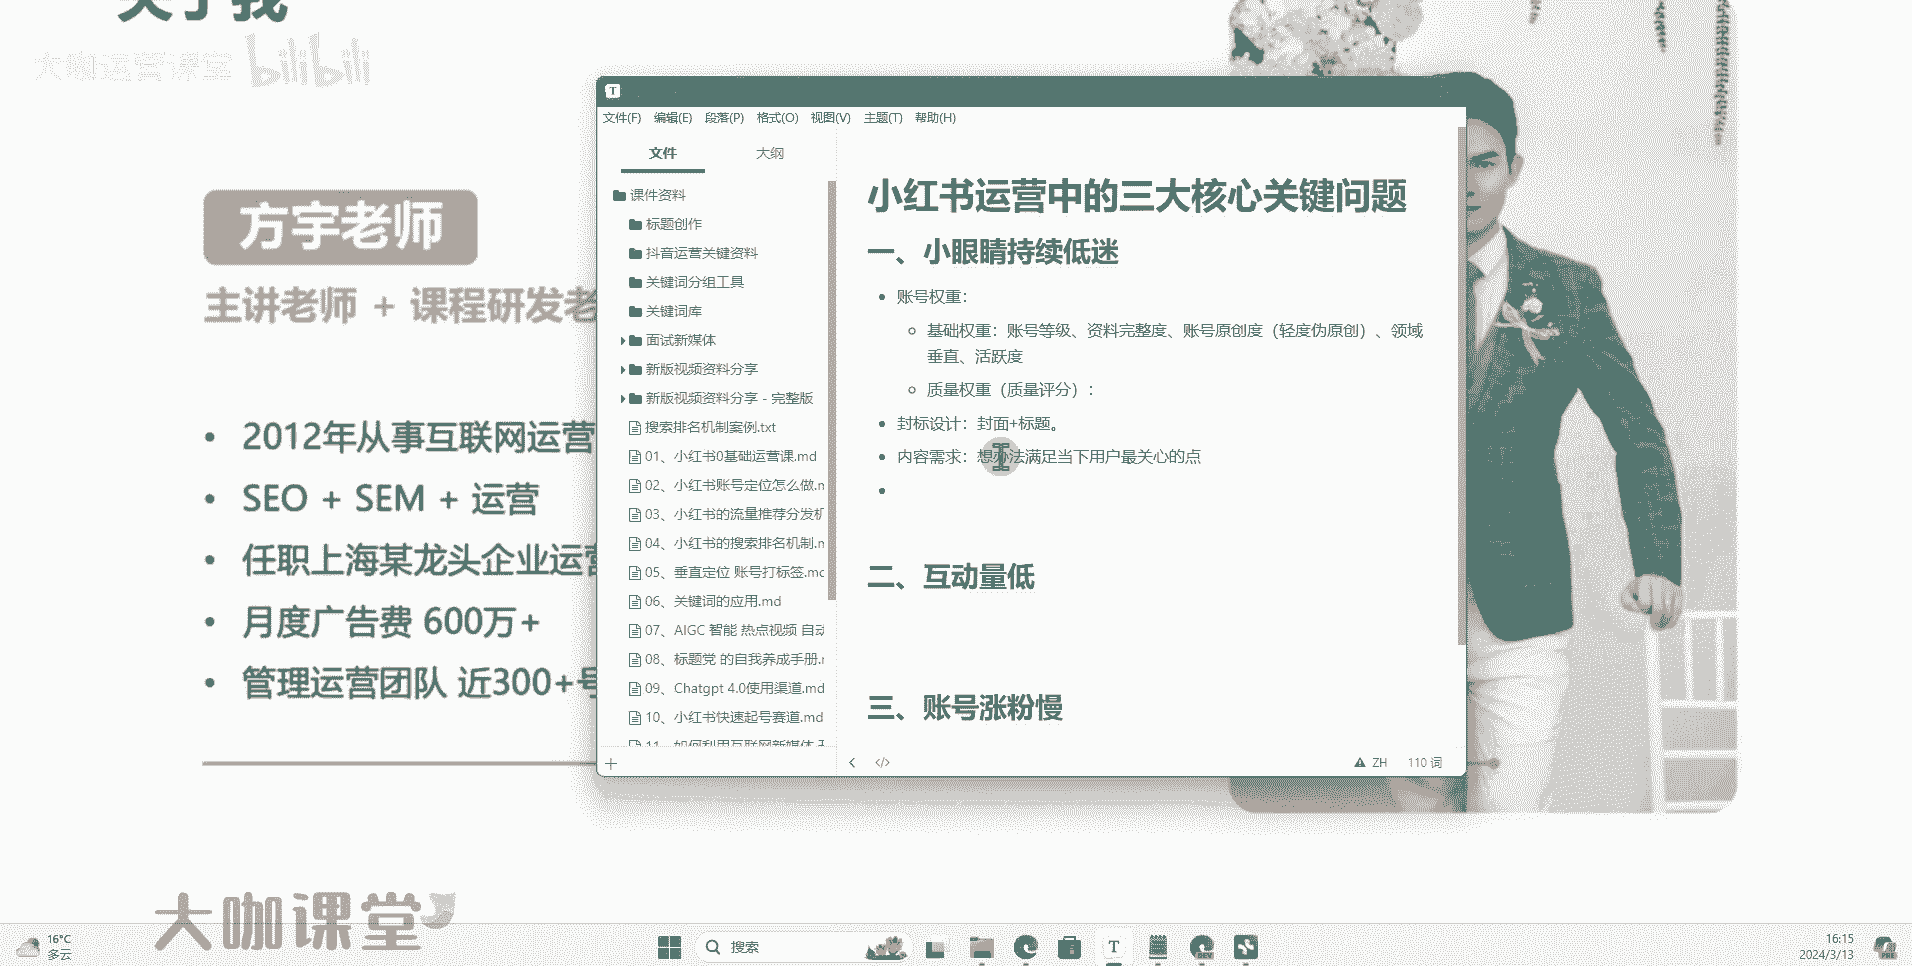 关于我
大咖运营课堂 bilibili
方宇老师
主讲老师 + 课程研发老
2012年从事互联网运营
SEO + SEM + 运营
任职上海某龙头企业运营
月度广告费 600万+
管理运营团队 近300+号
大咖课堂
T
文件(F) 编辑(E) 段落(P) 格式(O) 视图(V) 主题(T) 帮助(H)
文件 大纲
课件资料
标题创作
抖音运营关键资料
关键词分组工具
关键词库
面试新媒体
新版视频资料分享
新版视频资料分享 - 完整版
搜索排名机制案例.txt
01、小红书0基础运营课.md
02、小红书账号定位怎么做.m
03、小红书的流量推荐分发机
04、小红书的搜索排名机制.m
05、垂直定位 账号打标签.mc
06、关键词的应用.md
07、AIGC 智能 热点视频 自动
08、标题党 的自我养成手册.r
09、Chatgpt 4.0使用渠道.md
10、小红书快速起号赛道.md
11、如何利用互联网新媒体
小红书运营中的三大核心关键问题
一、小眼睛持续低迷
账号权重：
基础权重：账号等级、资料完整度、账号原创度（轻度伪原创）、领域
垂直、活跃度
质量权重（质量评分）：
封标设计：封面+标题。
内容需求：想办法满足当下用户最关心的点
二、互动量低
三、账号涨粉慢
ZH 110 词
16°C
多云
搜索
T
DEV
16:15
2024/3/13
PRE